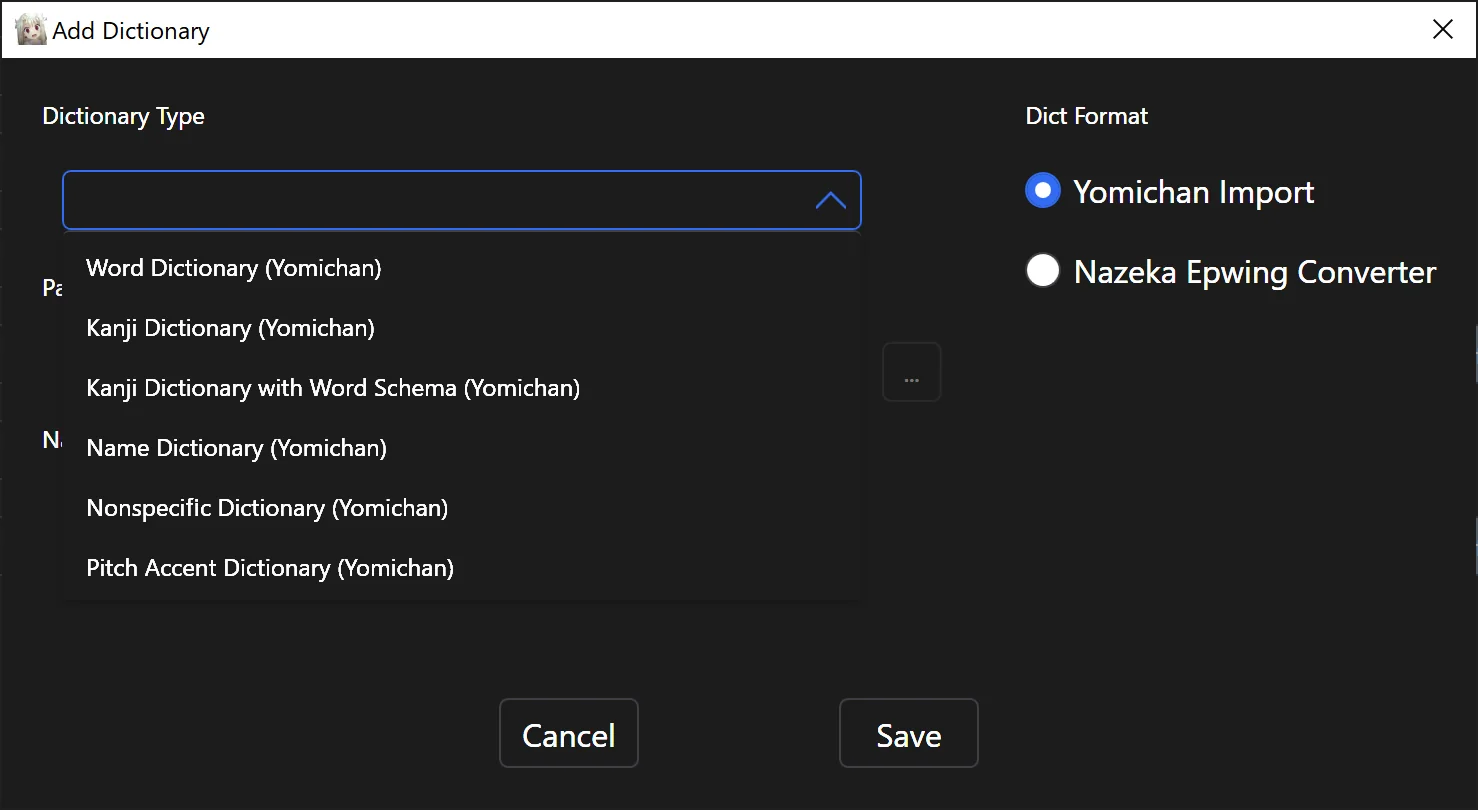 Add Dictionary
Dictionary Type
Dict Format
Yomichan Import
Nazeka Epwing Converter
Word Dictionary (Yomichan)
Kanji Dictionary (Yomichan)
Kanji Dictionary with Word Schema (Yomichan)
Name Dictionary (Yomichan)
Nonspecific Dictionary (Yomichan)
Pitch Accent Dictionary (Yomichan)
...
Cancel
Save